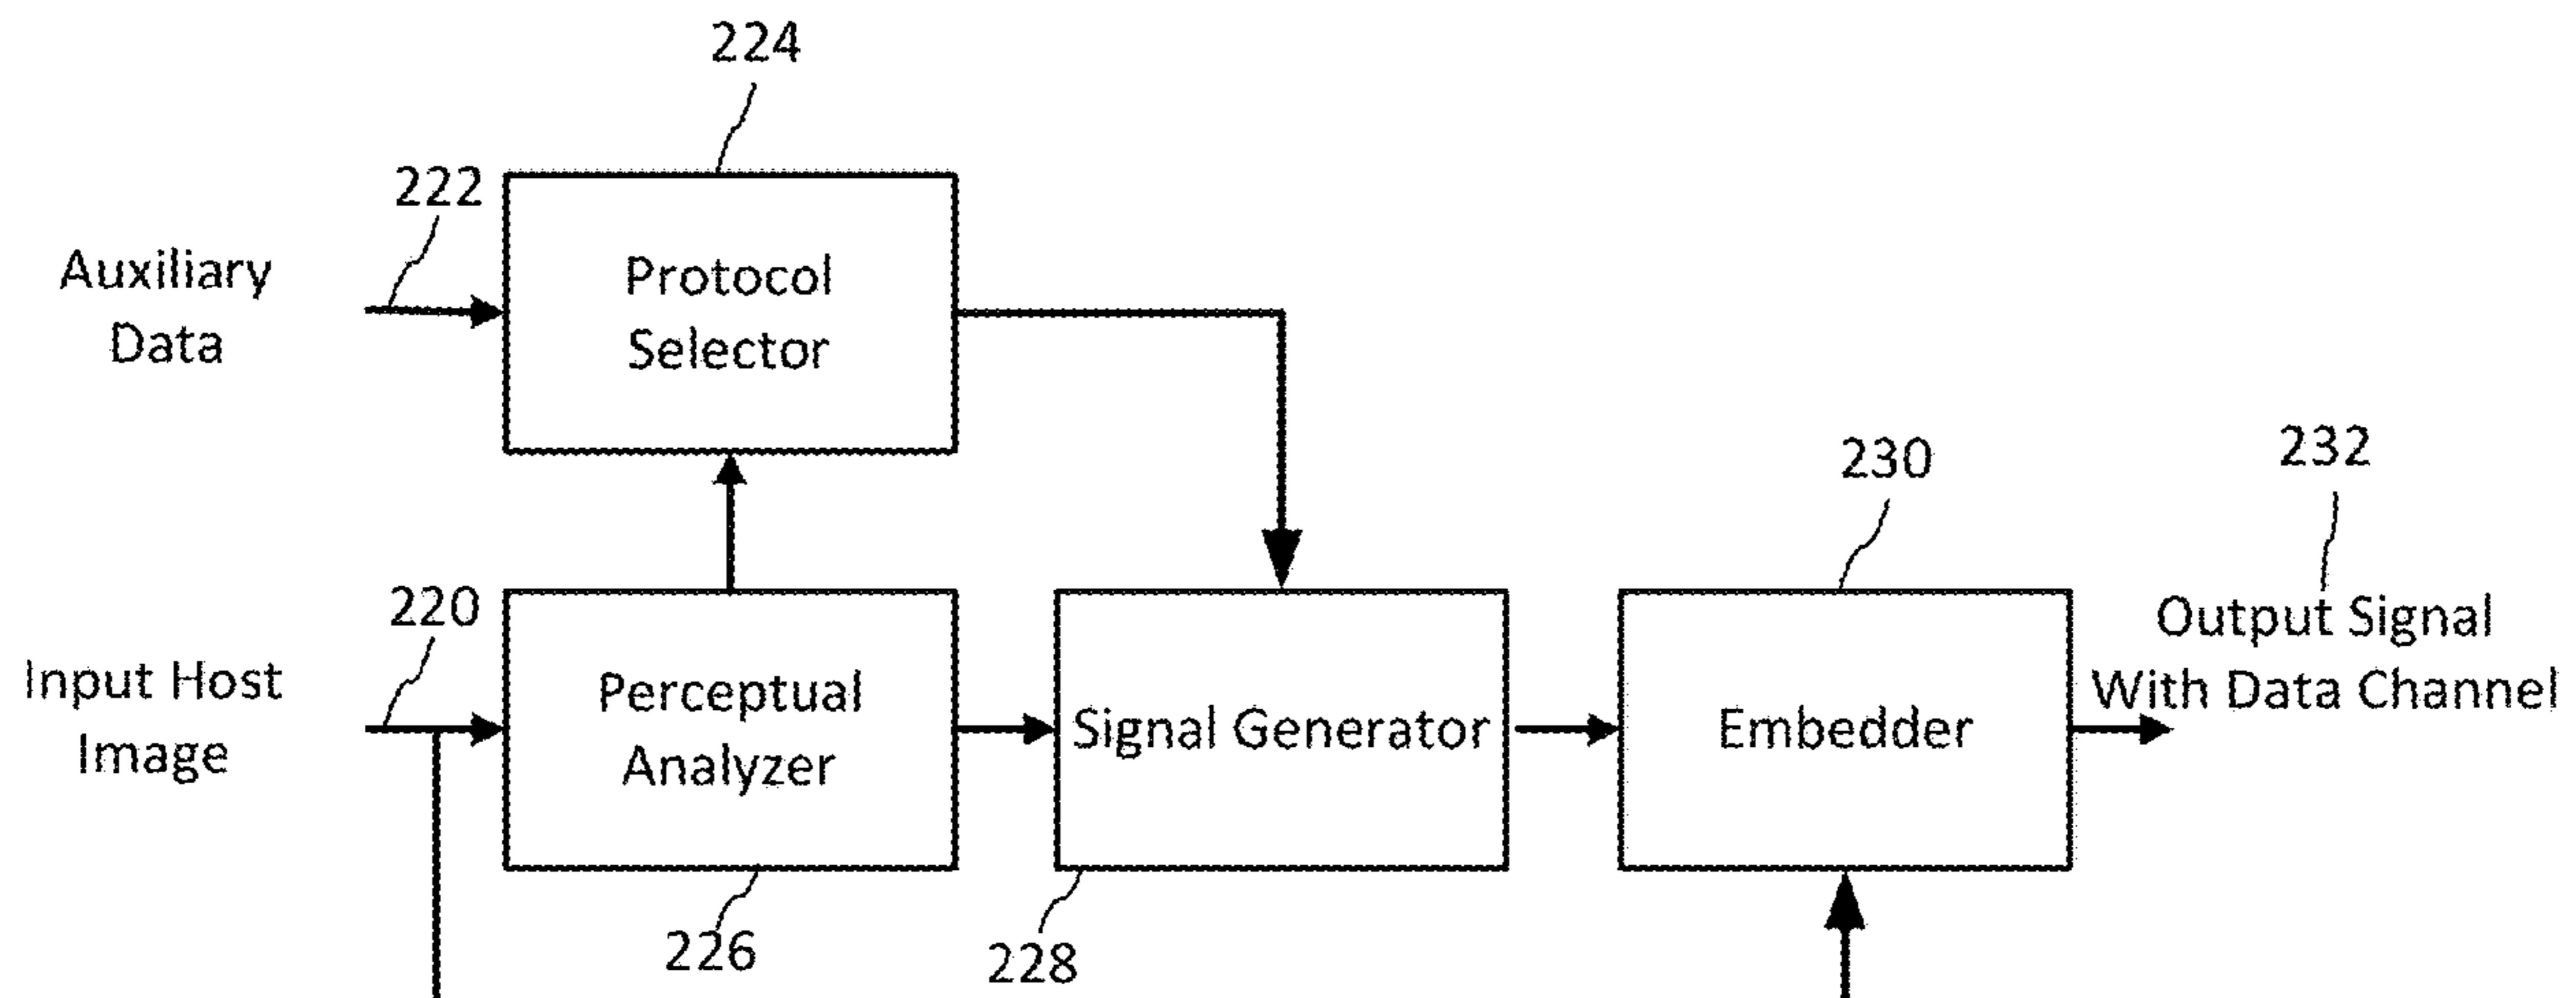 224
222
Auxiliary
Data
Protocol
Selector
230
232
220
Input Host
Image
Perceptual
Analyzer
Signal Generator
Embedder
Output Signal
With Data Channel
226
228